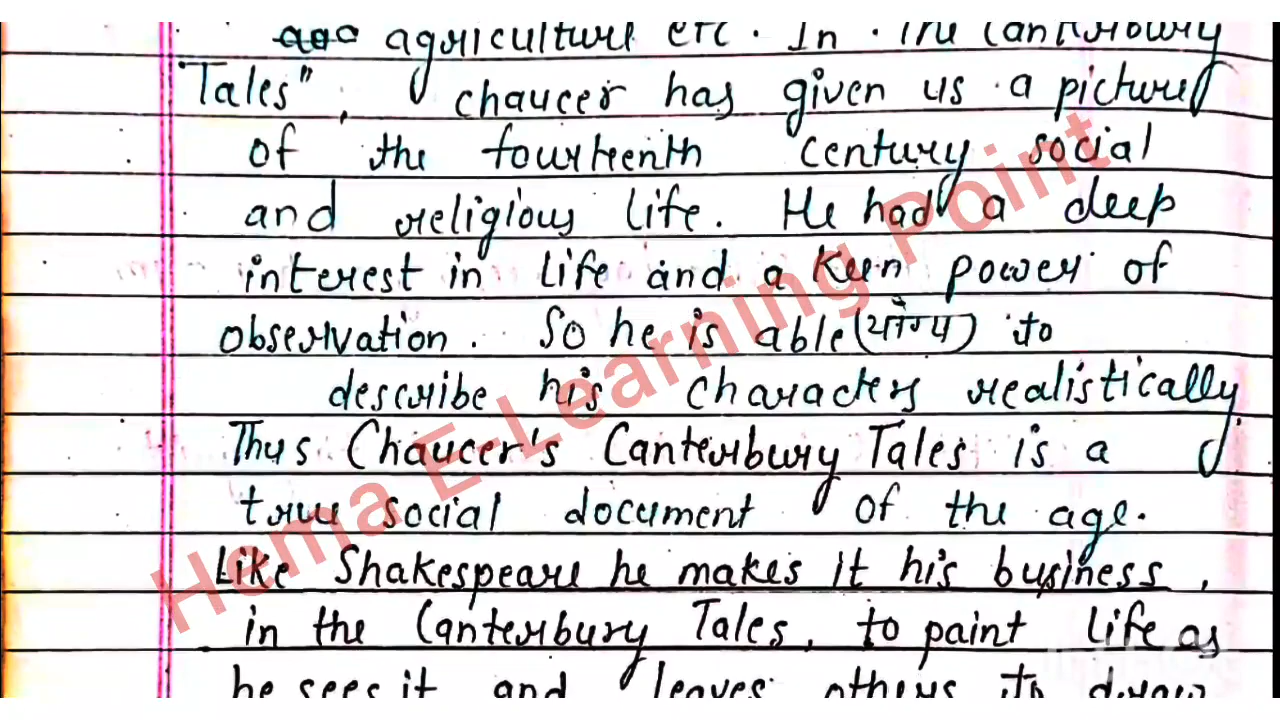 agriculture etc. In. The Canterbury
"Tales", chaucer has given us a picture
of the fourteenth century social
and religious life. He had a deep
interest in life and a Keen power of
observation. So he is able (योग्य) to
describe his characters realistically.
Thus Chaucer's Canterbury Tales is a
true social document of the age.
Like Shakespeare he makes it his business,
in the Canterbury Tales, to paint life as
he sees it and leaves others to draw
Hema E-Learning Point